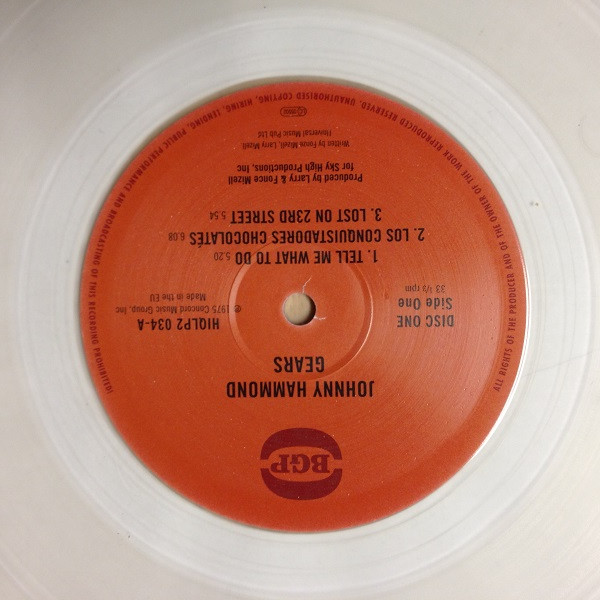 BGP
JOHNNY HAMMOND
GEARS
DISC ONE
Side One
33 1/3 rpm
HIQLP2 034-A
℗ 1975 Concord Music Group, Inc
Made in the EU
1. TELL ME WHAT TO DO 5.20
2. LOS CONQUISTADORES CHOCOLATÉS 6.08
3. LOST ON 23RD STREET 5.54
Produced by Larry & Fonce Mizell
for Sky High Productions, Inc
Written by Fonce Mizell, Larry Mizell
Universal Music Pub Ltd
ALL RIGHTS OF THE PRODUCER AND OF THE OWNER OF THE WORK REPRODUCED RESERVED. UNAUTHORISED COPYING, HIRING, LENDING, PUBLIC PERFORMANCE AND BROADCASTING OF THIS RECORDING PROHIBITED